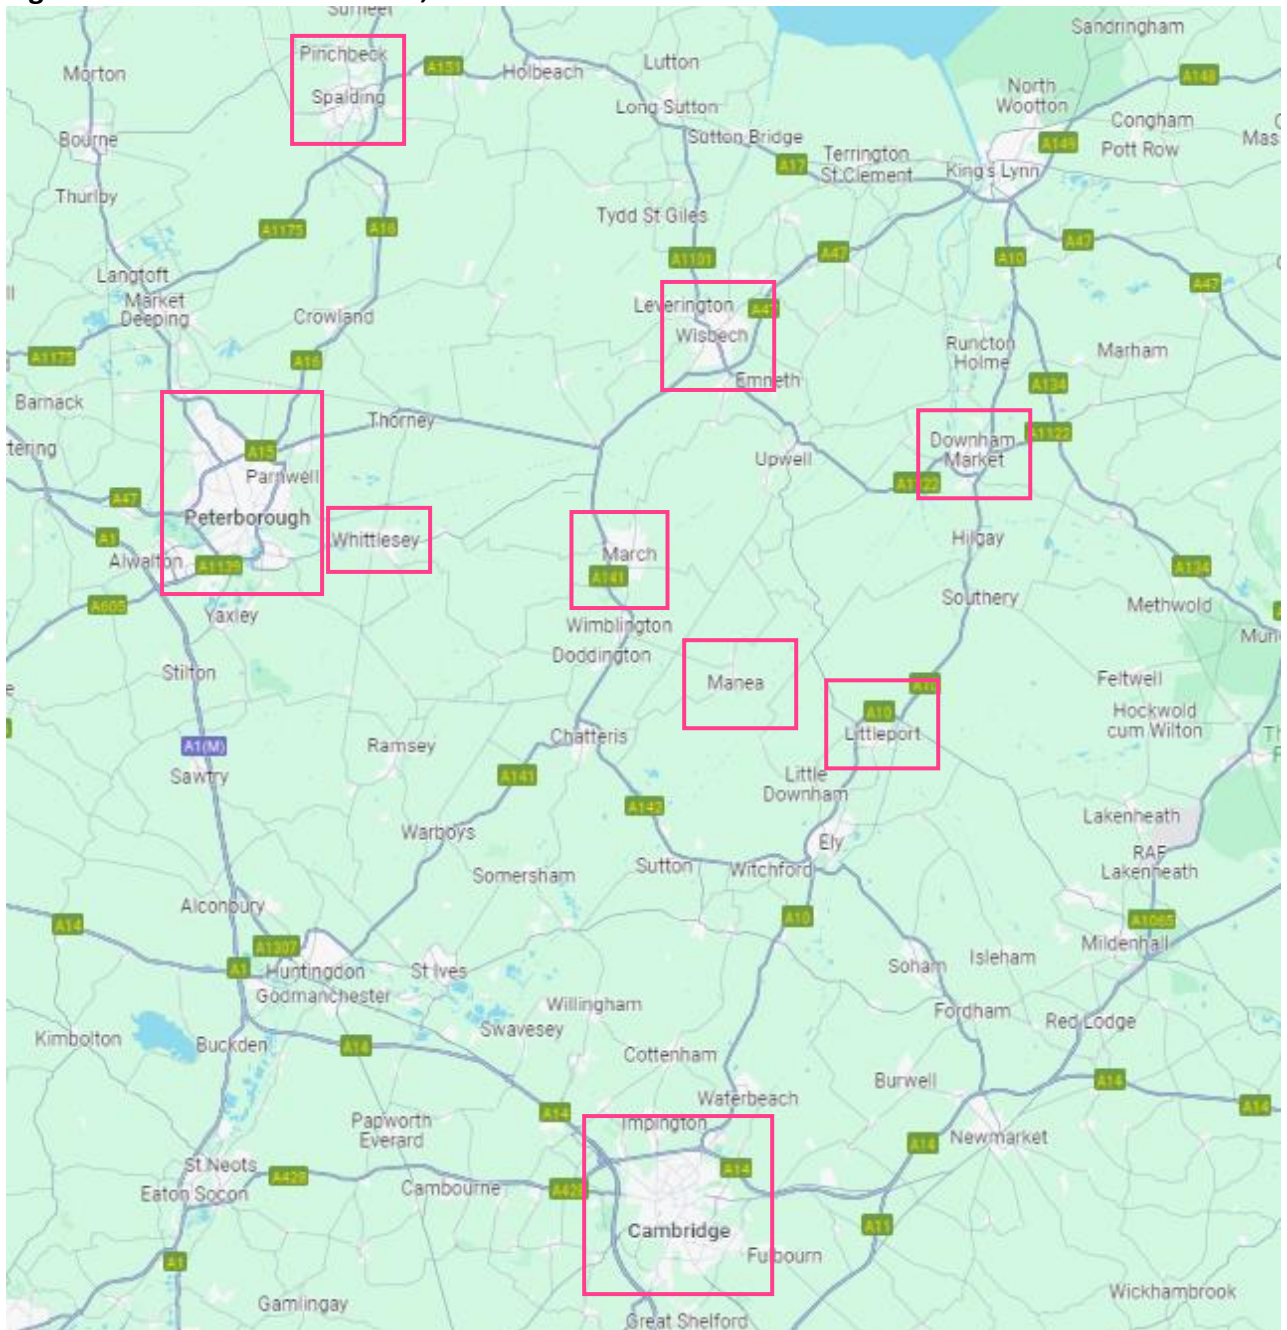 Surfleet
Sandringham
Pinchbeck
Morton
A151
Holbeach
Lutton
A148
Spalding
North
Wootton
Long Sutton
Congham
Bourne
Sutton Bridge
A149
Pott Row
Terrington
St Clement
A17
King's Lynn
Thurlby
Tydd St Giles
A1175
A16
A47
A47
A1101
A10
Langtoft
A47
Market
Deeping
Leverington
A47
Crowland
Wisbech
Runcton
Holme
Marham
A1175
A16
Emneth
A134
Barnack
Thorney
A1122
Downham
Market
A15
Upwell
Parnwell
A1122
A47
Peterborough
A1
Whittlesey
March
Hilgay
Alwalton
A1139
A141
A134
A605
Southery
Methwold
Yaxley
Wimblington
Doddington
Stilton
Manea
A10
Feltwell
A10
Hockwold
cum Wilton
A1(M)
Ramsey
Chatteris
Littleport
Sawtry
A141
Little
Downham
A142
Lakenheath
Warboys
Ely
RAF
Lakenheath
Somersham
Sutton
Witchford
Alconbury
A14
A10
A1065
A1307
Mildenhall
A1
Huntingdon
St Ives
Soham
Isleham
Godmanchester
Willingham
Fordham
Red Lodge
Kimbolton
Buckden
A14
Swavesey
Cottenham
Burwell
A14
Waterbeach
A14
A14
Papworth
Everard
Impington
Newmarket
A14
St Neots
A428
A14
Eaton Socon
Cambourne
A428
Cambridge
A11
Fulbourn
A1
Gamlingay
Wickhambrook
Great Shelford